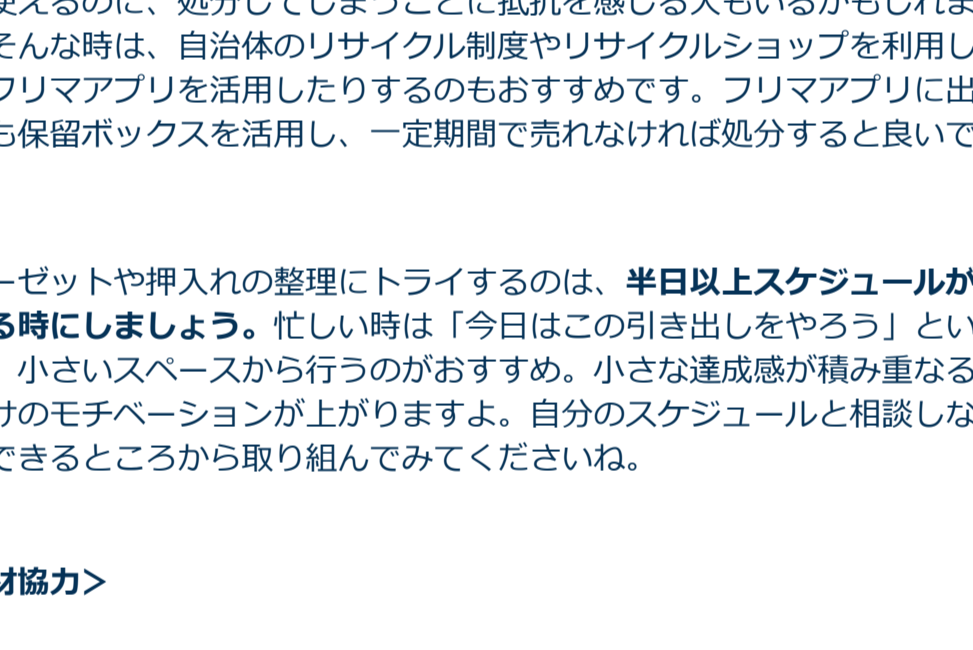 使えるのに、処分してしまうことに抵抗を感じる人もいるかもしれま
そんな時は、自治体のリサイクル制度やリサイクルショップを利用し
フリマアプリを活用したりするのもおすすめです。フリマアプリに出
も保留ボックスを活用し、一定期間で売れなければ処分すると良いで
ーゼットや押入れの整理にトライするのは、半日以上スケジュールが
る時にしましょう。忙しい時は「今日はこの引き出しをやろう」とい
、小さいスペースから行うのがおすすめ。小さな達成感が積み重なる
けのモチベーションが上がりますよ。自分のスケジュールと相談しな
できるところから取り組んでみてくださいね。
材協力＞